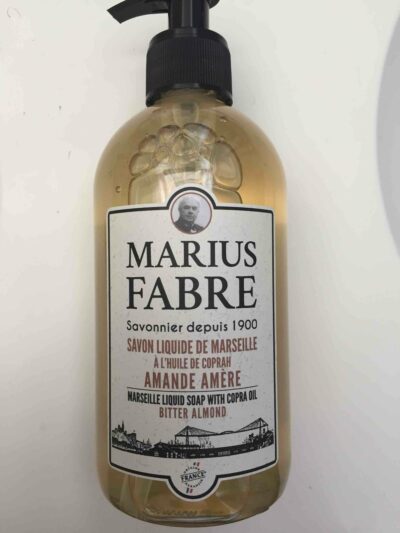 MARIUS
FABRE
Savonnier depuis 1900
SAVON LIQUIDE DE MARSEILLE
À L'HUILE DE COPRAH
AMANDE AMÈRE
MARSEILLE LIQUID SOAP WITH COPRA OIL
BITTER ALMOND
FRANCE